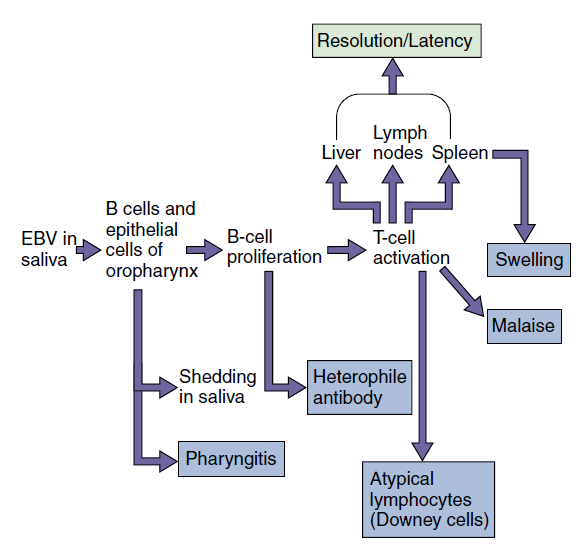 Resolution/Latency
Lymph
Liver nodes Spleen
B cells and
epithelial
cells of
oropharynx
EBV in
saliva
B-cell
proliferation
T-cell
activation
Swelling
Malaise
Shedding
in saliva
Heterophile
antibody
Pharyngitis
Atypical
lymphocytes
(Downey cells)